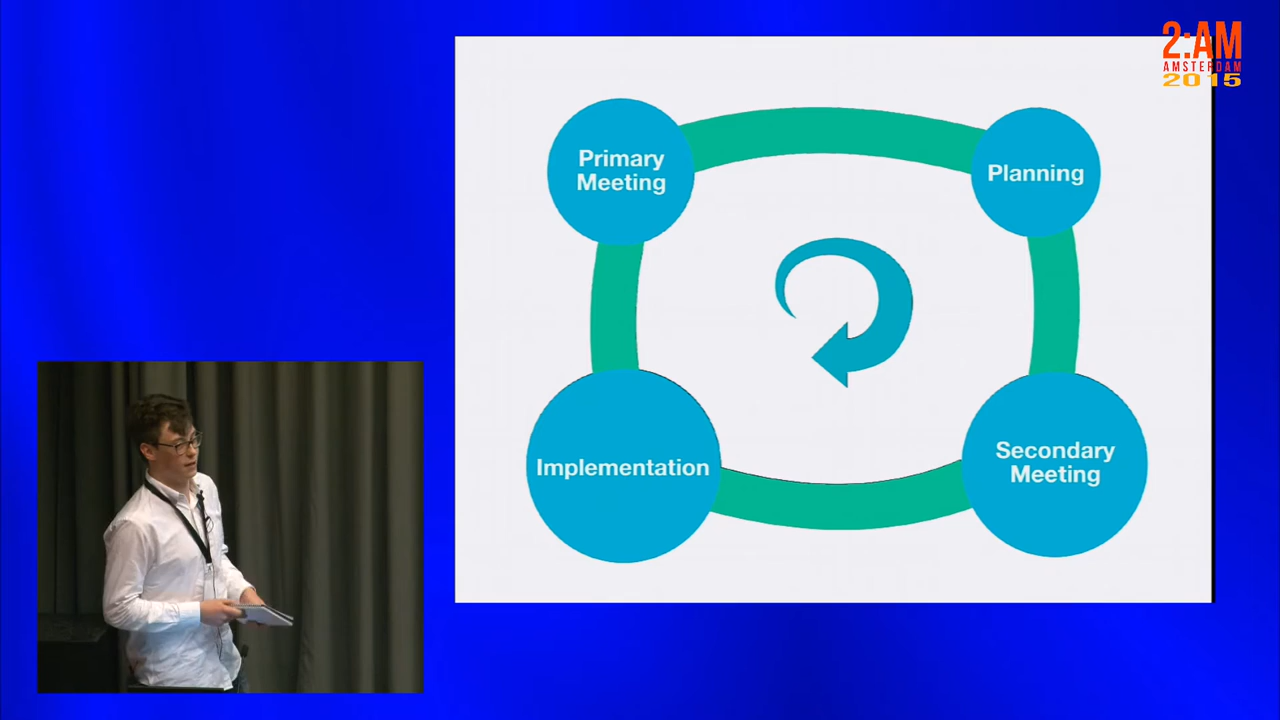 2:AM
AMSTERDAM
2015
Primary
Meeting
Planning
Implementation
Secondary
Meeting